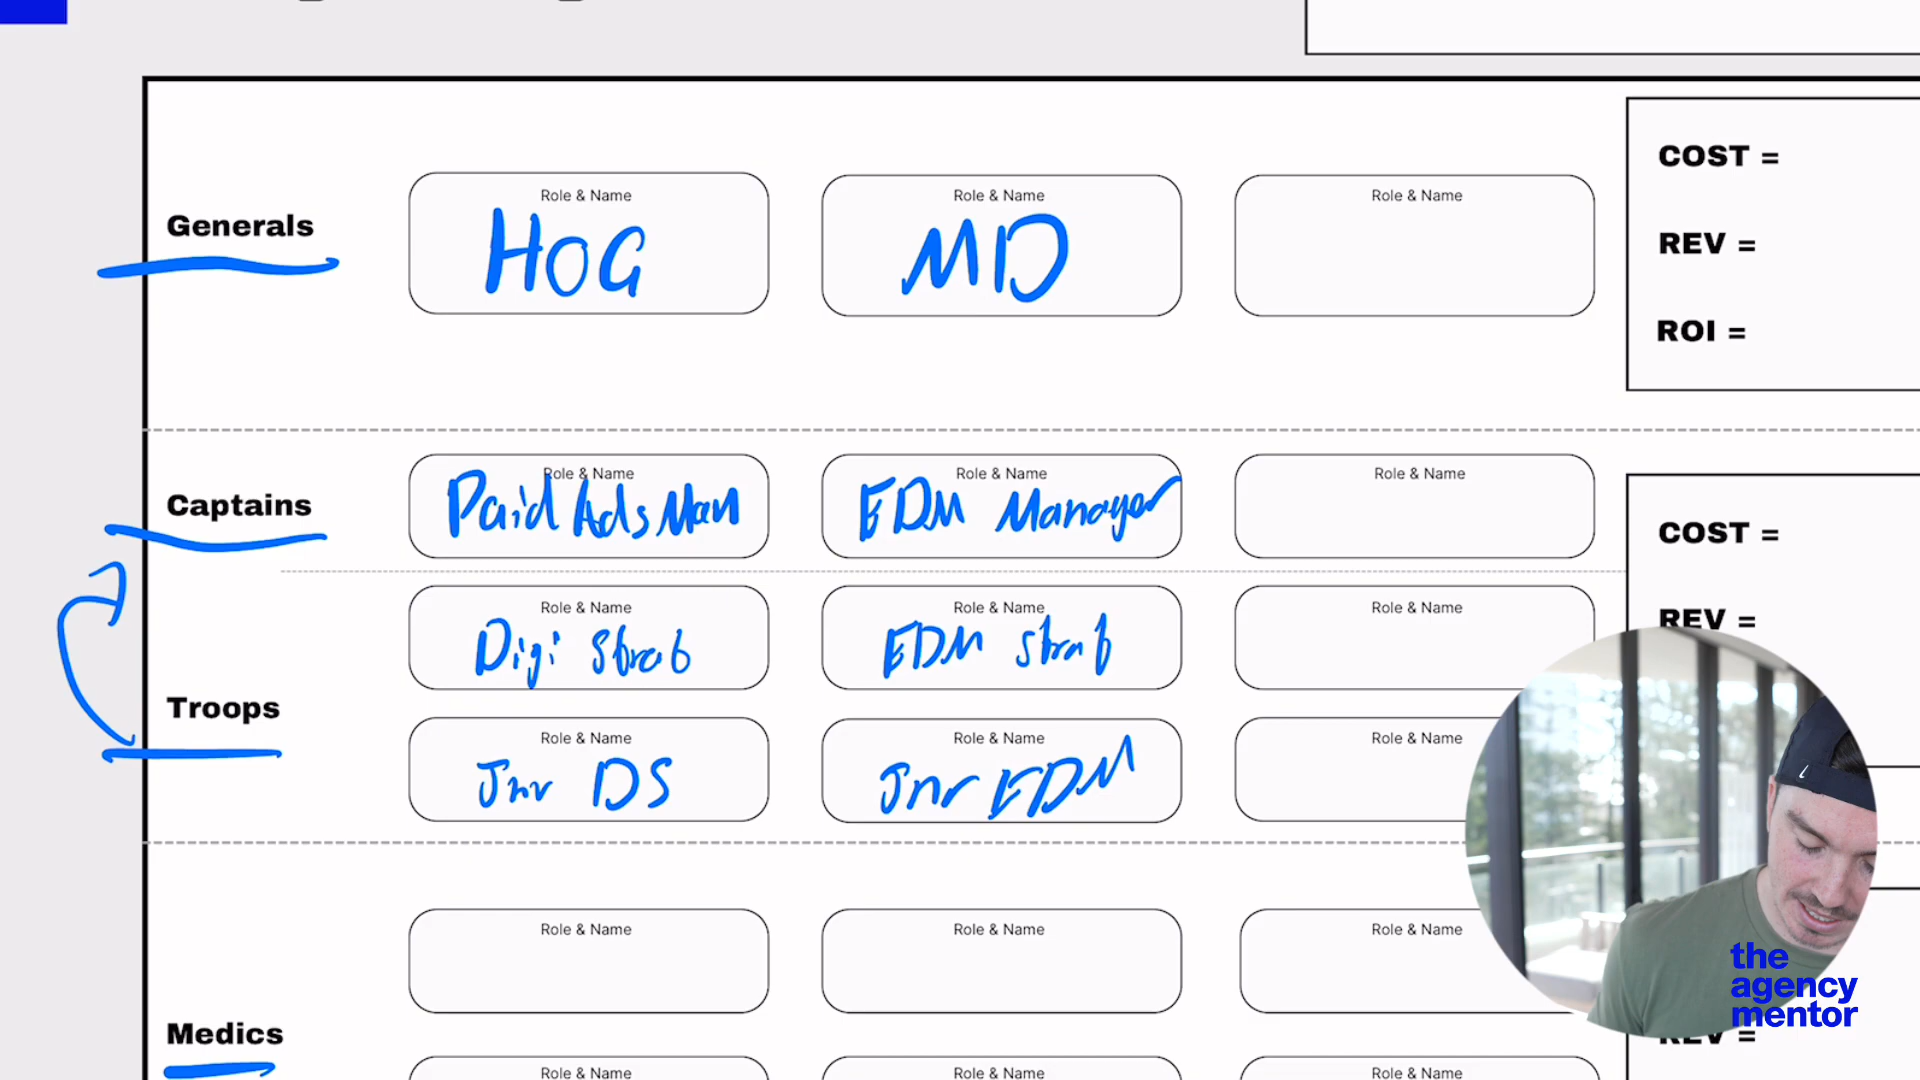 Generals
Role & Name
HOG
Role & Name
MD
Role & Name
COST =
REV =
ROI =
Captains
Role & Name
Paid Ads Man
Role & Name
EDM Manager
Role & Name
COST =
REV =
Troops
Role & Name
Digi Strat
Role & Name
EDM Strat
Role & Name
Role & Name
Jnr DS
Role & Name
Jnr EDM
Role & Name
Medics
Role & Name
Role & Name
Role & Name
REV =
Role & Name
Role & Name
Role & Name
the
agency
mentor